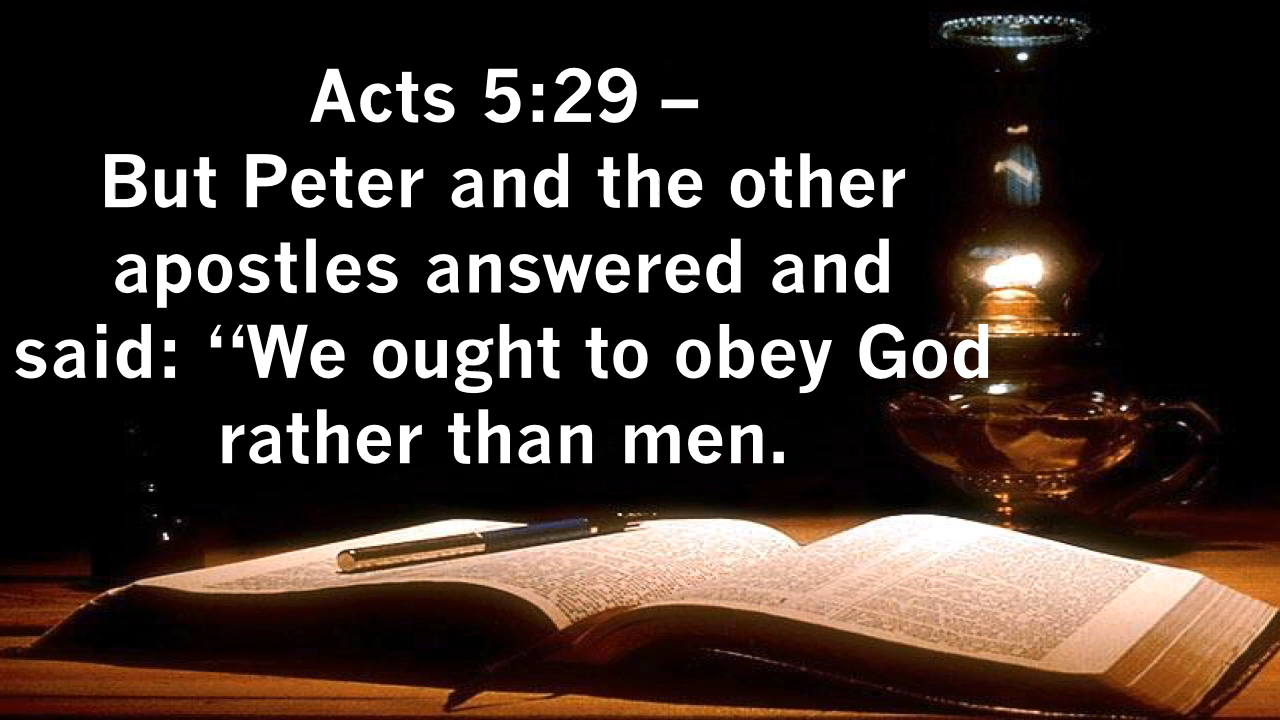 Acts 5:29 –
But Peter and the other
apostles answered and
said: “We ought to obey God
rather than men.